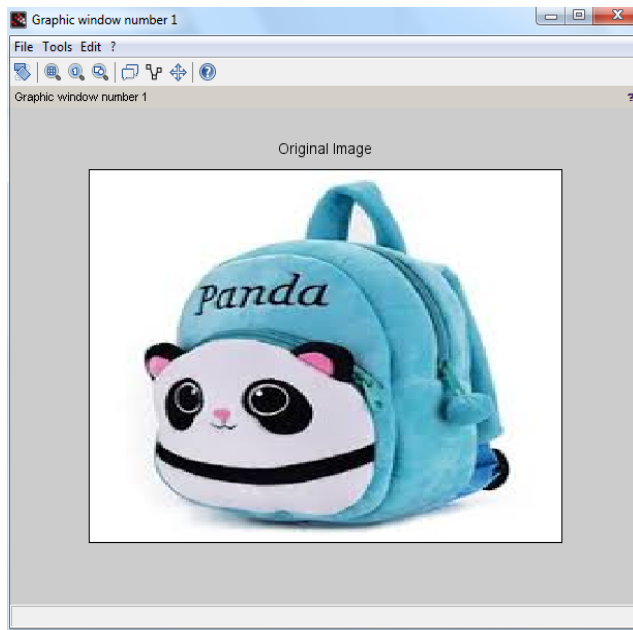 Graphic window number 1
File Tools Edit ?
Graphic window number 1
?
Original Image
Panda